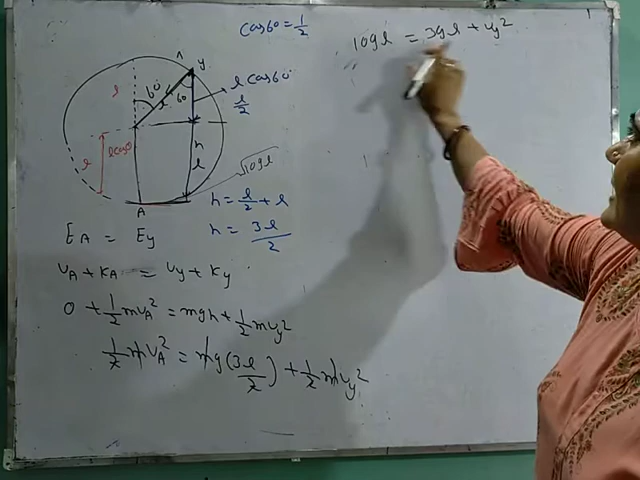 cos60 = 1/2
10gl = 3gl + vy²
y
l
60°
60
l cos60°
l/2
l
lcos60
h
l
√10gl
A
h = l/2 + l
h = 3l/2
EA = Ey
UA + KA = Uy + Ky
0 + 1/2 mvA² = mgh + 1/2 mvy²
1/2 mvA² = mg(3l/2) + 1/2 mvy²